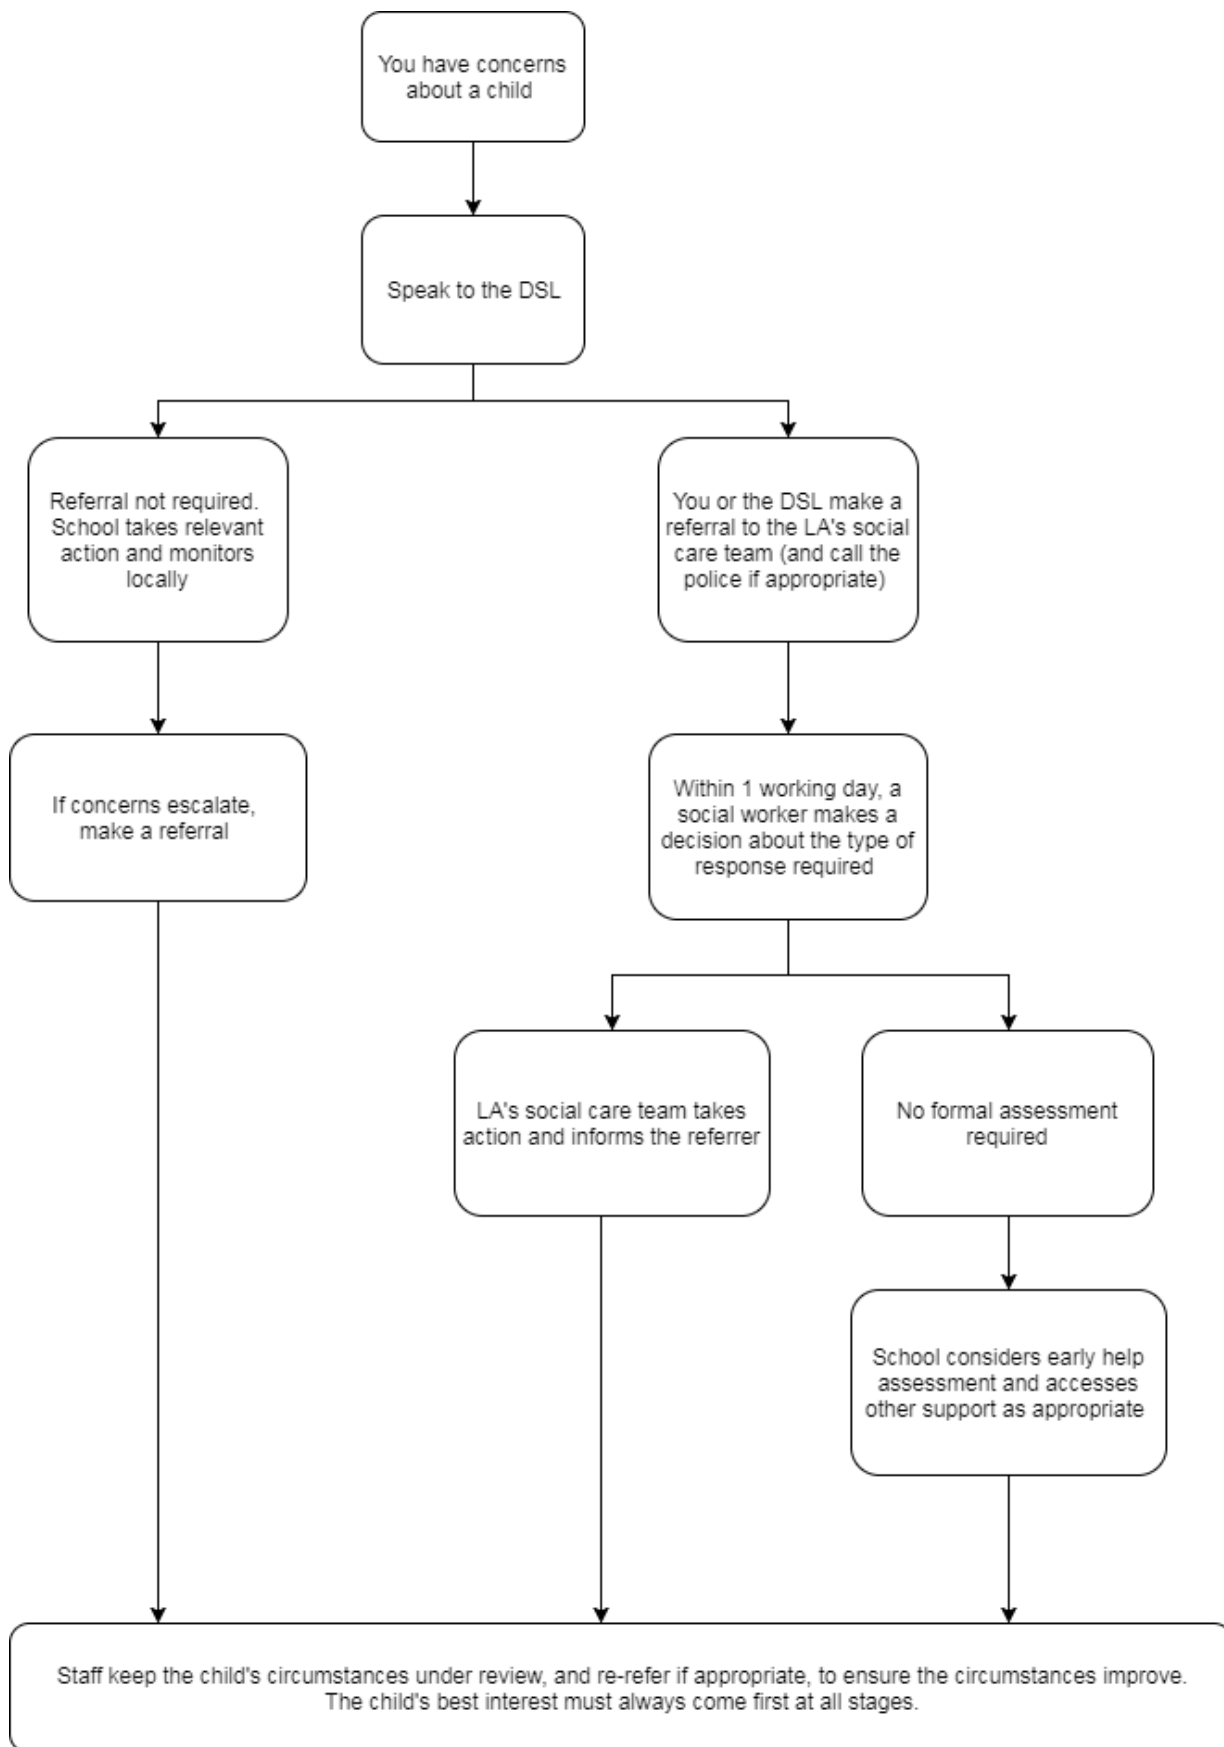 You have concerns
about a child
Speak to the DSL
Referral not required.
School takes relevant
action and monitors
locally
You or the DSL make a
referral to the LA's social
care team (and call the
police if appropriate)
If concerns escalate,
make a referral
Within 1 working day, a
social worker makes a
decision about the type of
response required
LA's social care team takes
action and informs the referrer
No formal assessment
required
School considers early help
assessment and accesses
other support as appropriate
Staff keep the child's circumstances under review, and re-refer if appropriate, to ensure the circumstances improve.
The child's best interest must always come first at all stages.